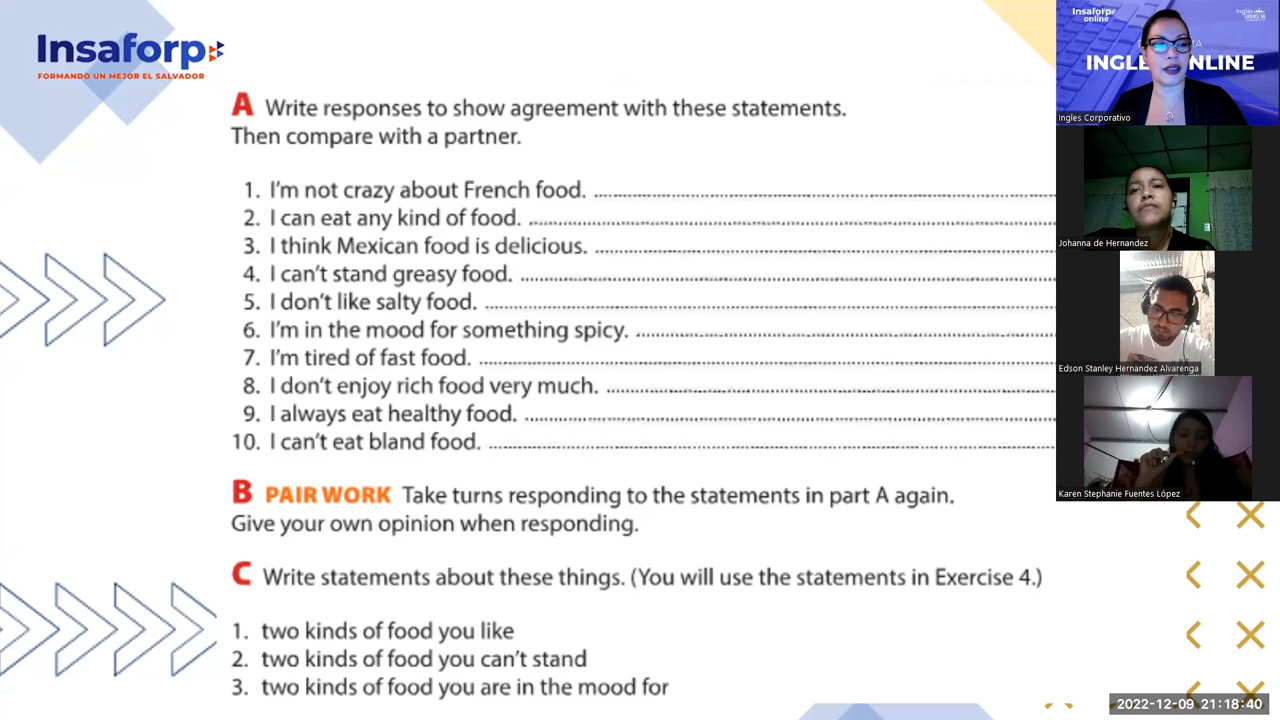 Insaforp
FORMANDO UN MEJOR EL SALVADOR
A Write responses to show agreement with these statements.
Then compare with a partner.
1. I'm not crazy about French food.
2. I can eat any kind of food.
3. I think Mexican food is delicious.
4. I can't stand greasy food.
5. I don't like salty food.
6. I'm in the mood for something spicy.
7. I'm tired of fast food.
8. I don't enjoy rich food very much.
9. I always eat healthy food.
10. I can't eat bland food.
B PAIR WORK Take turns responding to the statements in part A again.
Give your own opinion when responding.
C Write statements about these things. (You will use the statements in Exercise 4.)
1. two kinds of food you like
2. two kinds of food you can't stand
3. two kinds of food you are in the mood for
Insaforp
online
Inglés
INGL ONLINE
Ingles Corporativo
Johanna de Hernandez
Edson Stanley Hernandez Alvarenga
Karen Stephanie Fuentes López
2022-12-09 21:18:40